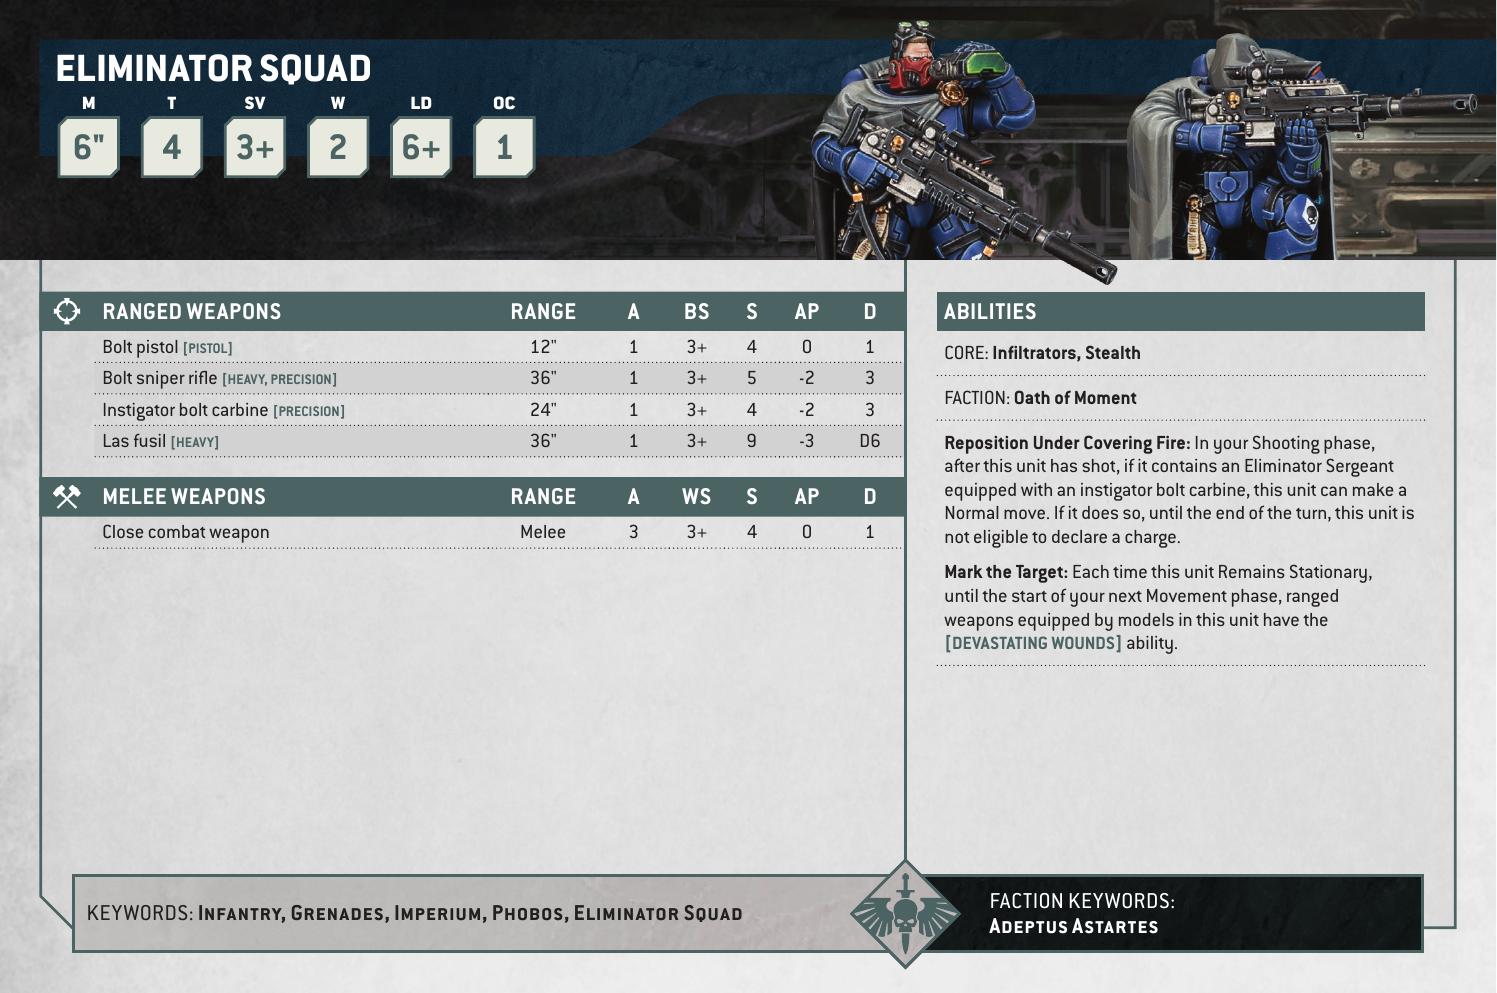 ELIMINATOR SQUAD
M T SV W LD OC
6" 4 3+ 2 6+ 1
RANGED WEAPONS RANGE A BS S AP D
Bolt pistol [PISTOL] 12" 1 3+ 4 0 1
Bolt sniper rifle [HEAVY, PRECISION] 36" 1 3+ 5 -2 3
Instigator bolt carbine [PRECISION] 24" 1 3+ 4 -2 3
Las fusil [HEAVY] 36" 1 3+ 9 -3 D6
MELEE WEAPONS RANGE A WS S AP D
Close combat weapon Melee 3 3+ 4 0 1
ABILITIES
CORE: Infiltrators, Stealth
FACTION: Oath of Moment
Reposition Under Covering Fire: In your Shooting phase,
after this unit has shot, if it contains an Eliminator Sergeant
equipped with an instigator bolt carbine, this unit can make a
Normal move. If it does so, until the end of the turn, this unit is
not eligible to declare a charge.
Mark the Target: Each time this unit Remains Stationary,
until the start of your next Movement phase, ranged
weapons equipped by models in this unit have the
[DEVASTATING WOUNDS] ability.
KEYWORDS: INFANTRY, GRENADES, IMPERIUM, PHOBOS, ELIMINATOR SQUAD
FACTION KEYWORDS:
ADEPTUS ASTARTES